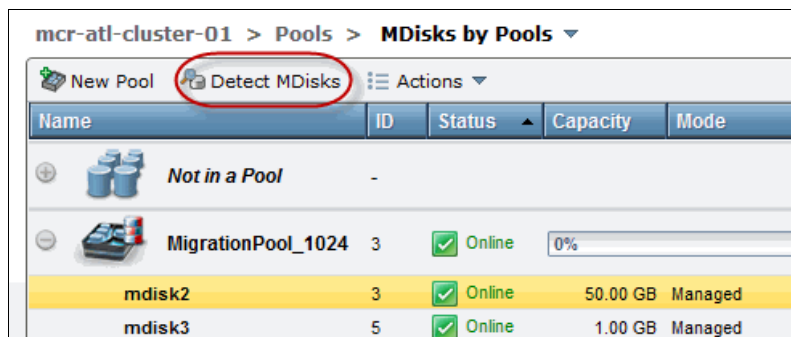 mcr-atl-cluster-01 > Pools > MDisks by Pools
New Pool Detect MDisks Actions
Name ID Status Capacity Mode
Not in a Pool -
MigrationPool_1024 3 Online 0%
mdisk2 3 Online 50.00 GB Managed
mdisk3 5 Online 1.00 GB Managed